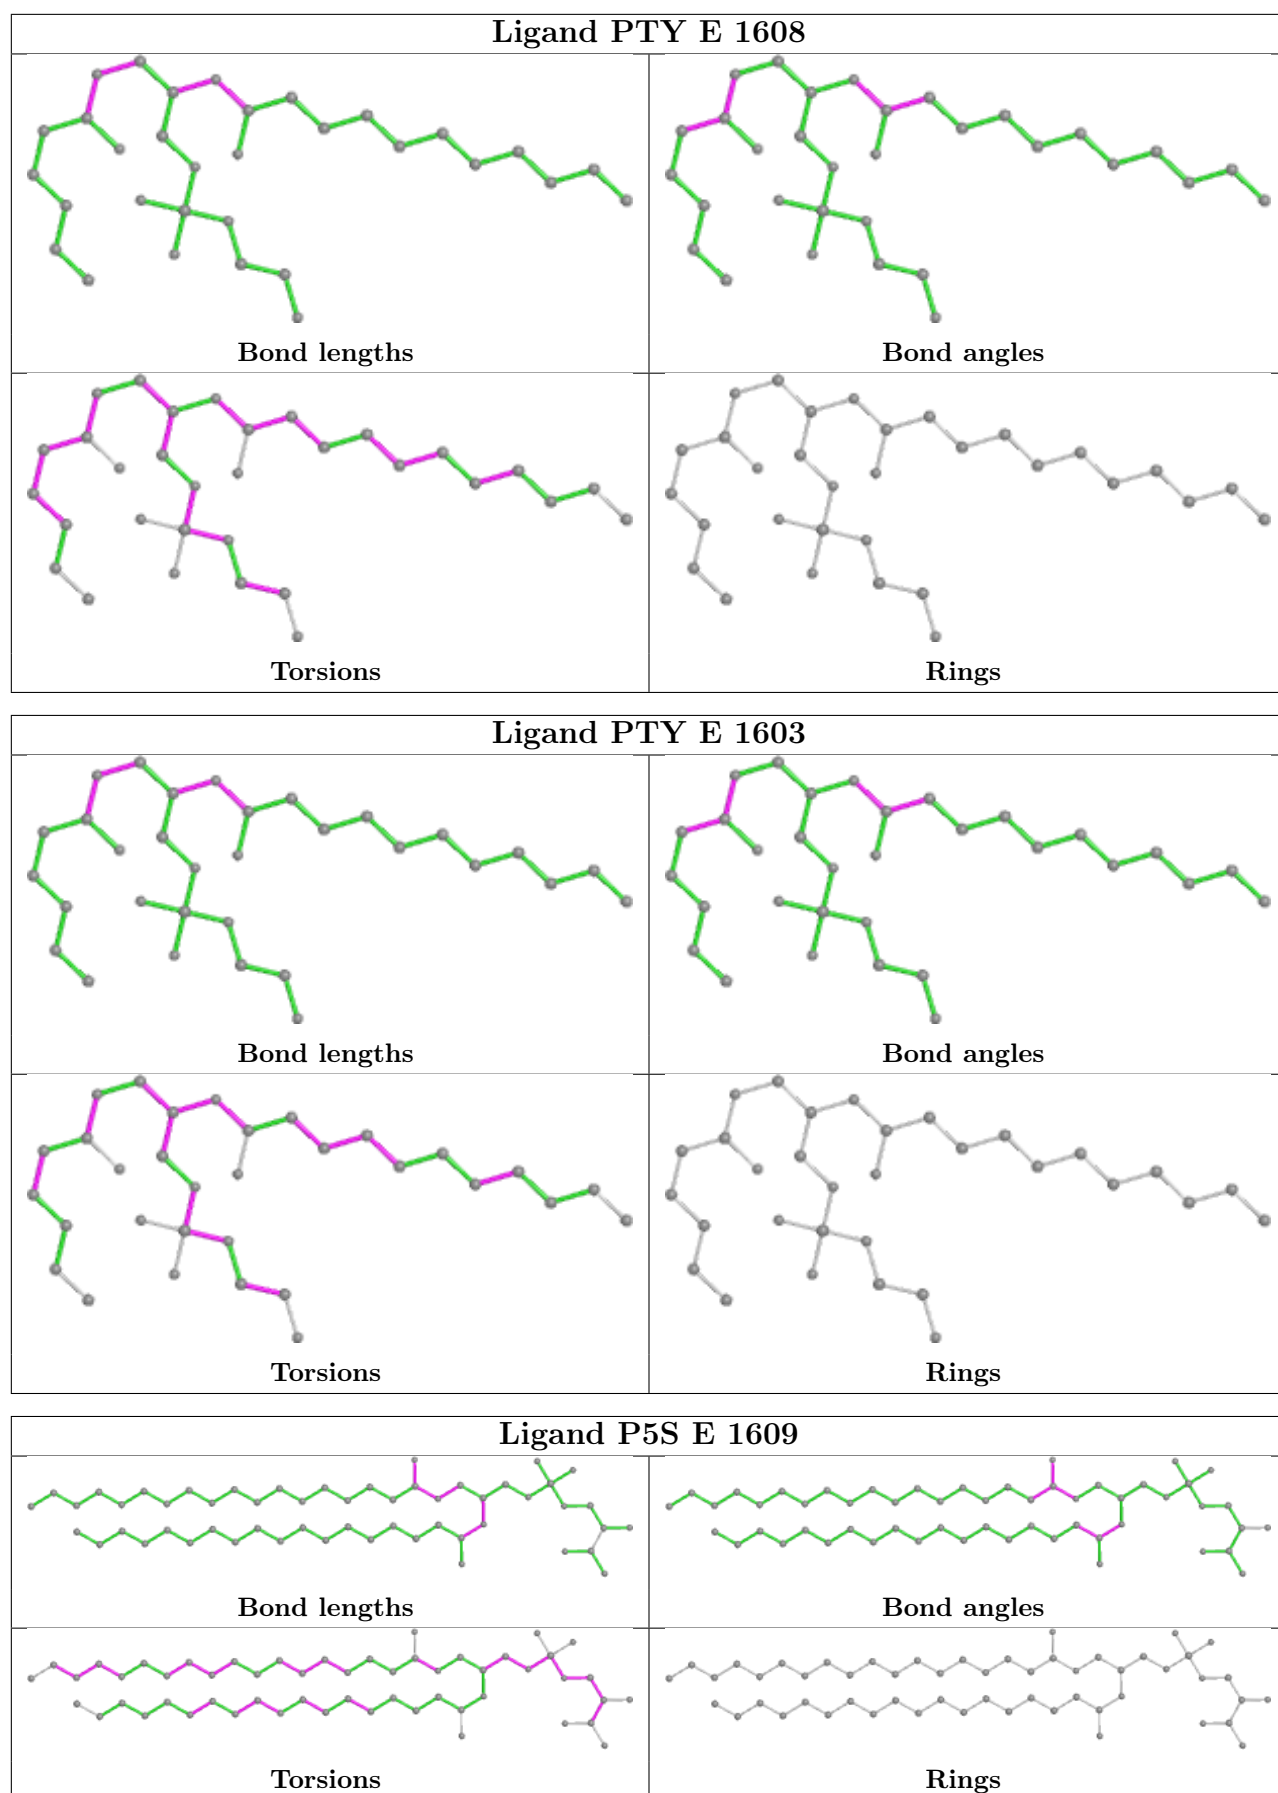 Ligand PTY E 1608
Bond lengths
Bond angles
Torsions
Rings
Ligand PTY E 1603
Bond lengths
Bond angles
Torsions
Rings
Ligand P5S E 1609
Bond lengths
Bond angles
Torsions
Rings